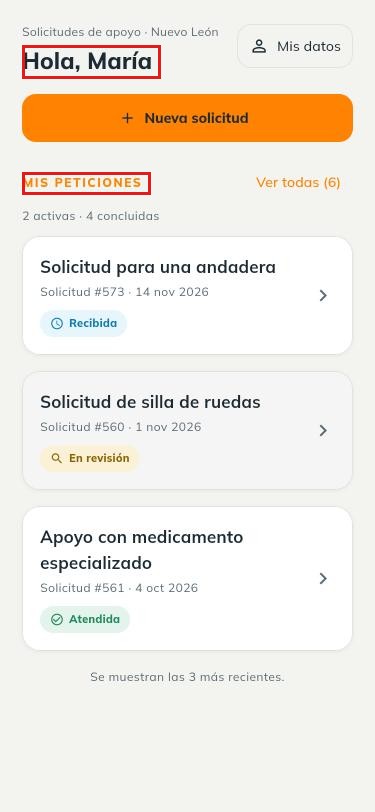 Solicitudes de apoyo · Nuevo León
Hola, María
Mis datos
Nueva solicitud
MIS PETICIONES
Ver todas (6)
2 activas · 4 concluidas
Solicitud para una andadera
Solicitud #573 · 14 nov 2026
Recibida
Solicitud de silla de ruedas
Solicitud #560 · 1 nov 2026
En revisión
Apoyo con medicamento
especializado
Solicitud #561 · 4 oct 2026
Atendida
Se muestran las 3 más recientes.